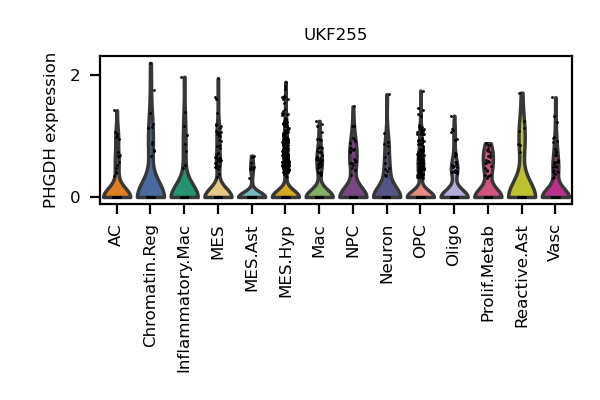 UKF255
PHGDH expression
2
0
AC
Chromatin.Reg
Inflammatory.Mac
MES
MES.Ast
MES.Hyp
Mac
NPC
Neuron
OPC
Oligo
Prolif.Metab
Reactive.Ast
Vasc